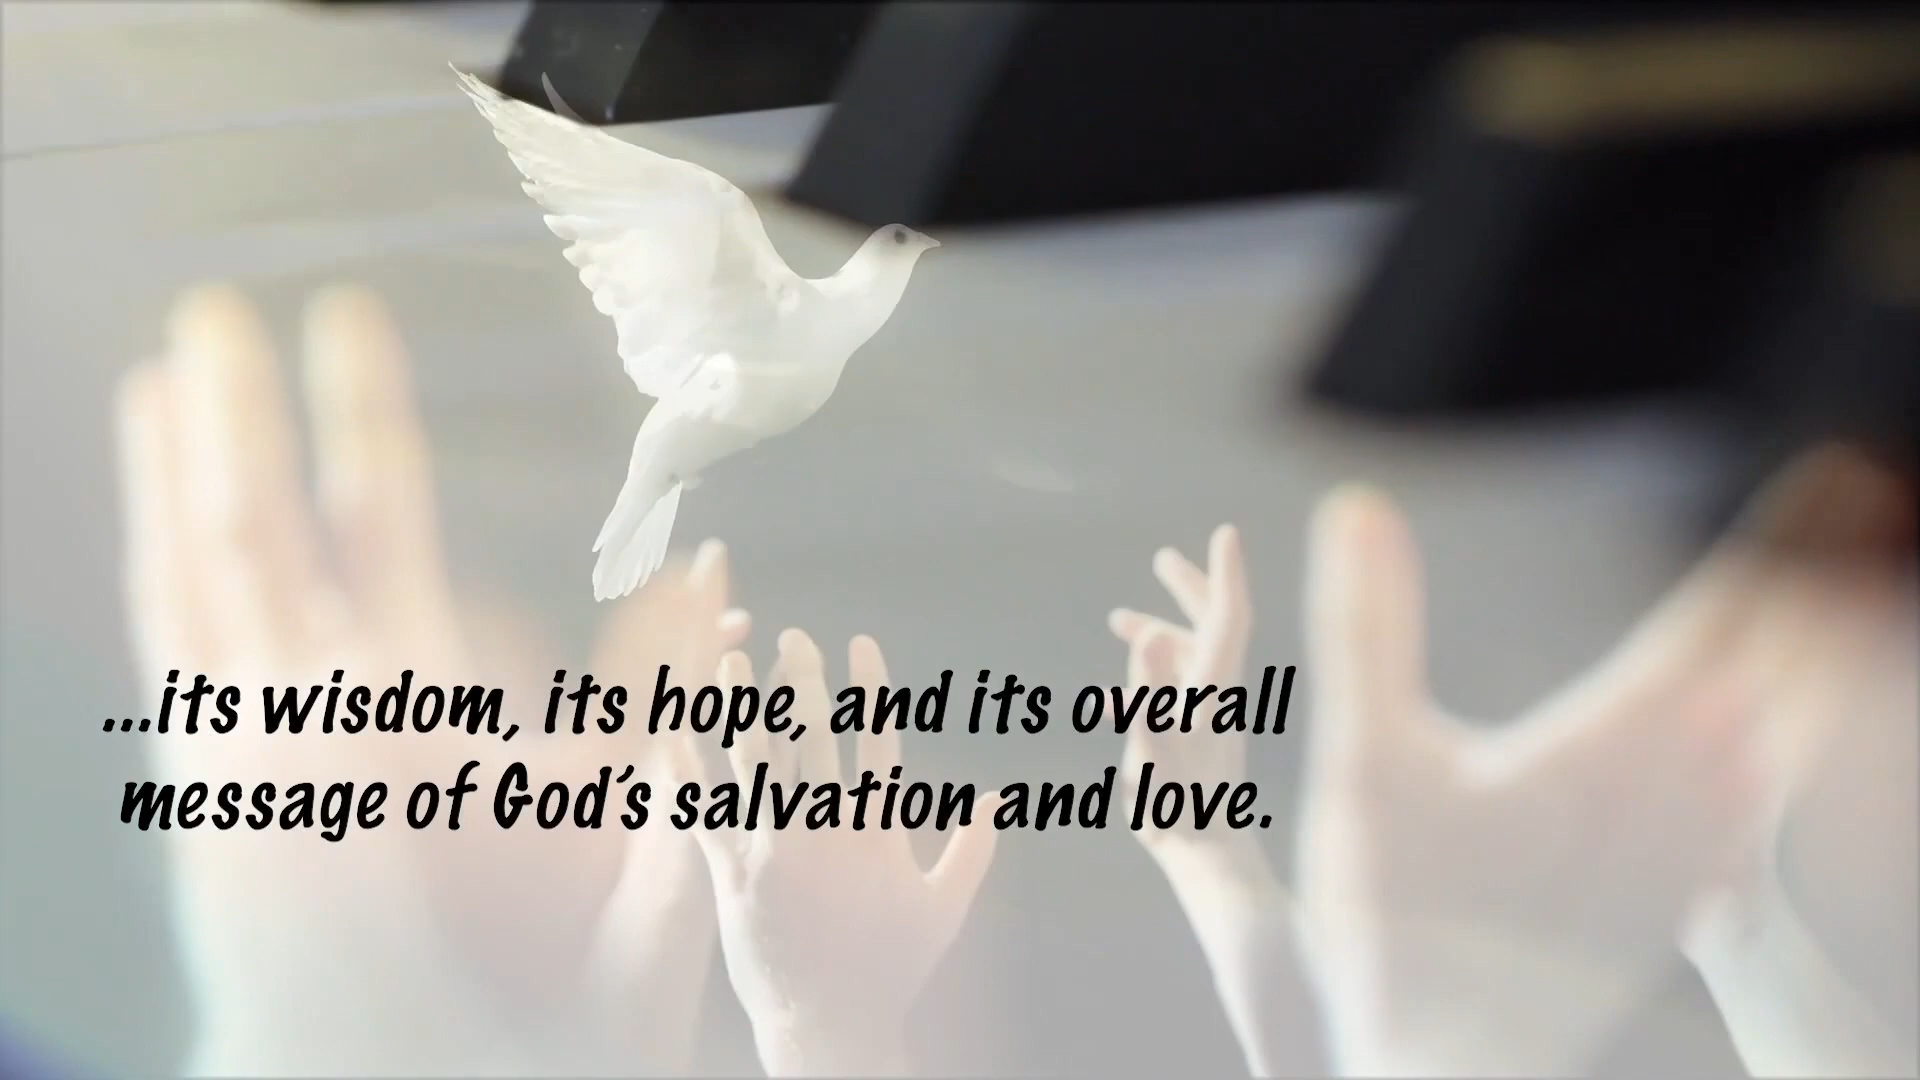 ...its wisdom, its hope, and its overall
message of God's salvation and love.